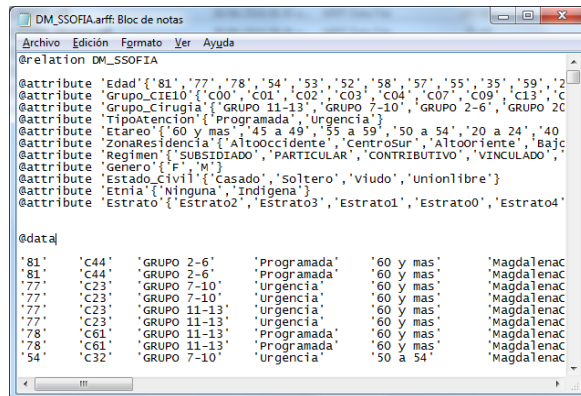 DM_SSOFIA.arff: Bloc de notas
Archivo Edición Formato Ver Ayuda
@relation DM_SSOFIA
@attribute 'Edad'{'81','77','78','54','53','52','58','57','55','35','59','2
@attribute 'Grupo_CIE10'{'C00','C01','C02','C03','C04','C07','C09','C13','C
@attribute 'Grupo_Cirugia'{'GRUPO 11-13','GRUPO 7-10','GRUPO 2-6','GRUPO 20
@attribute 'TipoAtencion'{'Programada','Urgencia'}
@attribute 'Etareo'{'60 y mas','45 a 49','55 a 59','50 a 54','20 a 24','40
@attribute 'ZonaResidencia'{'AltoOccidente','CentroSur','AltoOriente','Bajo
@attribute 'Regimen'{'SUBSIDIADO','PARTICULAR','CONTRIBUTIVO','VINCULADO','
@attribute 'Genero'{'F','M'}
@attribute 'Estado_Civil'{'Casado','Soltero','Viudo','Unionlibre'}
@attribute 'Etnia'{'Ninguna','Indigena'}
@attribute 'Estrato'{'Estrato2','Estrato3','Estrato1','Estrato0','Estrato4'
@data
'81' 'C44' 'GRUPO 2-6' 'Programada' '60 y mas' 'MagdalenaC
'81' 'C44' 'GRUPO 2-6' 'Programada' '60 y mas' 'MagdalenaC
'77' 'C23' 'GRUPO 7-10' 'Urgencia' '60 y mas' 'MagdalenaC
'77' 'C23' 'GRUPO 7-10' 'Urgencia' '60 y mas' 'MagdalenaC
'77' 'C23' 'GRUPO 11-13' 'Urgencia' '60 y mas' 'MagdalenaC
'77' 'C23' 'GRUPO 11-13' 'Urgencia' '60 y mas' 'MagdalenaC
'78' 'C61' 'GRUPO 11-13' 'Programada' '60 y mas' 'MagdalenaC
'78' 'C61' 'GRUPO 11-13' 'Programada' '60 y mas' 'MagdalenaC
'54' 'C32' 'GRUPO 7-10' 'Urgencia' '50 a 54' 'MagdalenaC